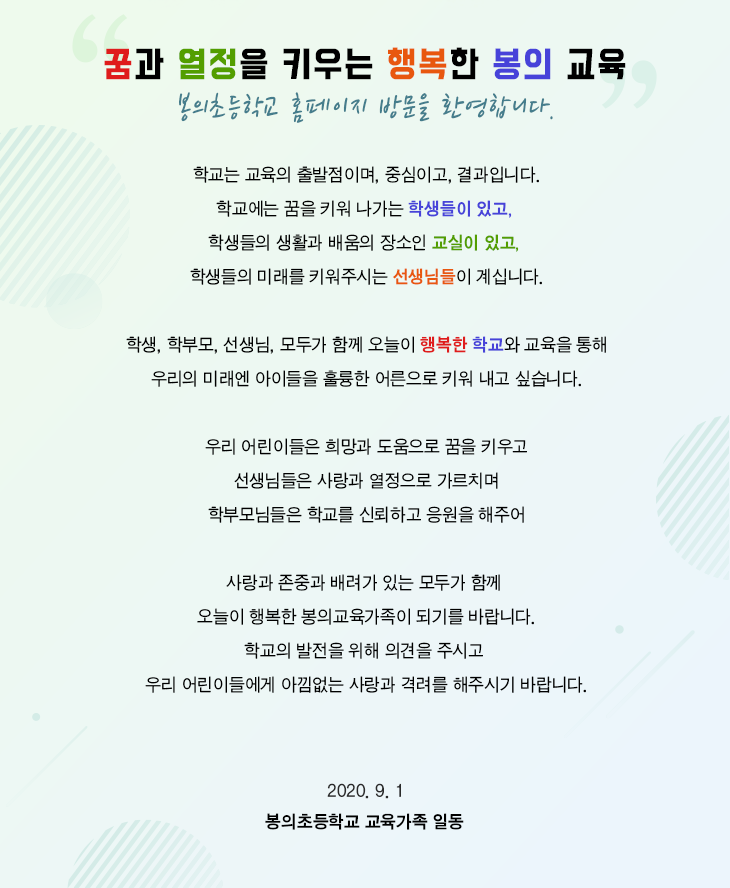 꿈과 열정을 키우는 행복한 봉의 교육
봉의초등학교 홈페이지 방문을 환영합니다.
학교는 교육의 출발점이며, 중심이고, 결과입니다.
학교에는 꿈을 키워 나가는 학생들이 있고,
학생들의 생활과 배움의 장소인 교실이 있고,
학생들의 미래를 키워주시는 선생님들이 계십니다.
학생, 학부모, 선생님, 모두가 함께 오늘이 행복한 학교와 교육을 통해
우리의 미래엔 아이들을 훌륭한 어른으로 키워 내고 싶습니다.
우리 어린이들은 희망과 도움으로 꿈을 키우고
선생님들은 사랑과 열정으로 가르치며
학부모님들은 학교를 신뢰하고 응원을 해주어
사랑과 존중과 배려가 있는 모두가 함께
오늘이 행복한 봉의교육가족이 되기를 바랍니다.
학교의 발전을 위해 의견을 주시고
우리 어린이들에게 아낌없는 사랑과 격려를 해주시기 바랍니다.
2020. 9. 1
봉의초등학교 교육가족 일동